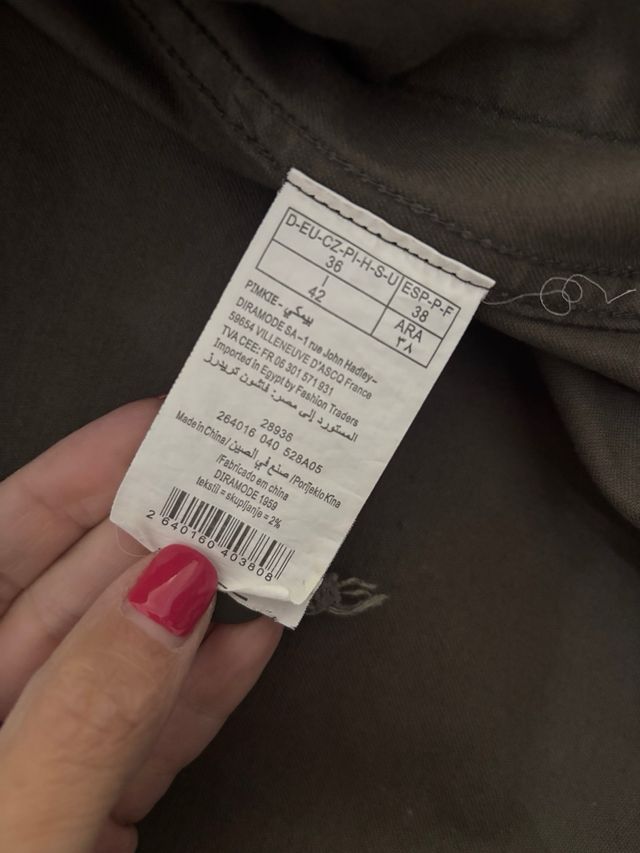 D-EU-CZ-PI-H-S-U
36
ESP-P-F
38
I
42
ARA
٣٨
PIMKIE - بيمكي
DIRAMODE SA-1 rue John Hadley-
59654 VILLENEUVE D'ASCQ France
TVA CEE: FR 06 301 571 931
Imported in Egypt by Fashion Traders
المستورد إلى مصر: فاشون تريدرز
28936
264016 040 528A05
Made in China / صنع في الصين / Porijeklo Kina
/Fabricado em china
DIRAMODE 1959
tekstil = skupljanje = 2%
2 640160 403808